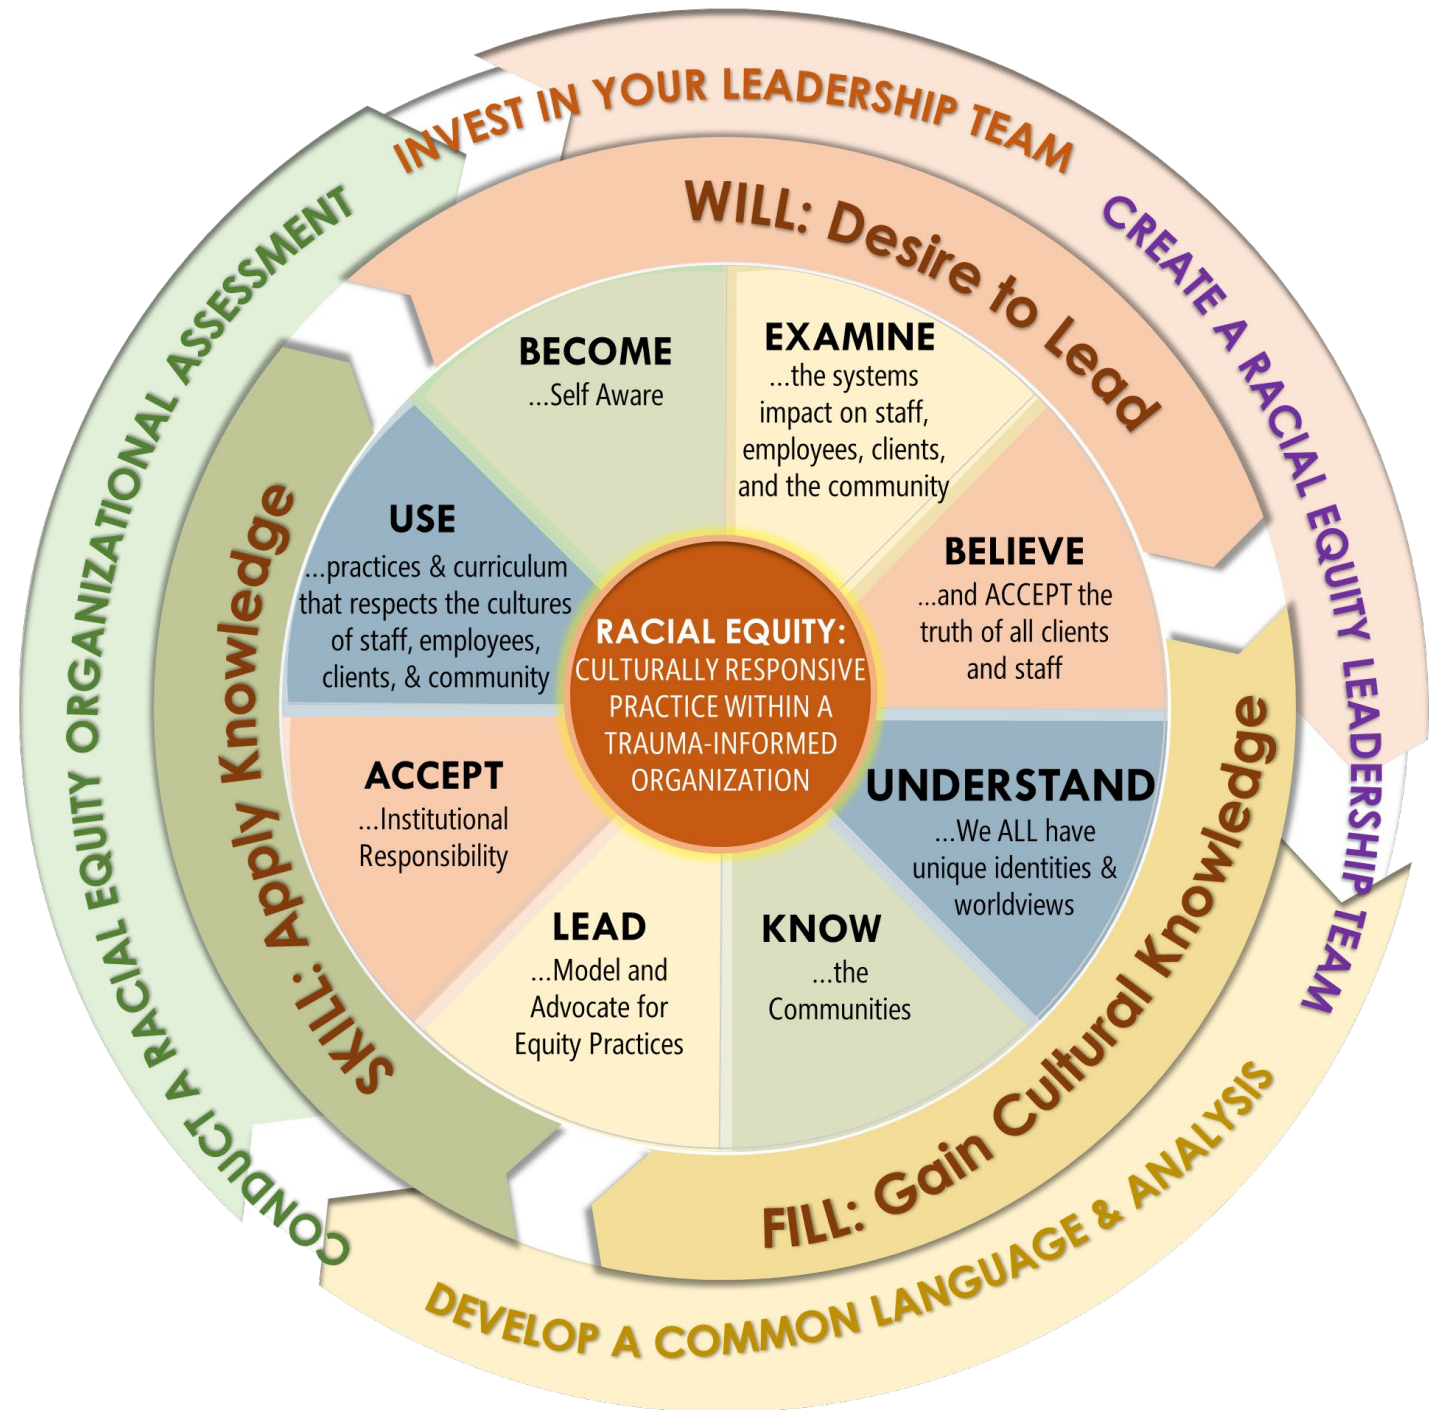 INVEST IN YOUR LEADERSHIP TEAM
CREATE A RACIAL EQUITY LEADERSHIP TEAM
DEVELOP A COMMON LANGUAGE & ANALYSIS
CONDUCT A RACIAL EQUITY ORGANIZATIONAL ASSESSMENT
WILL: Desire to Lead
FILL: Gain Cultural Knowledge
SKILL: Apply Knowledge
BECOME
...Self Aware
EXAMINE
...the systems
impact on staff,
employees, clients,
and the community
BELIEVE
...and ACCEPT the
truth of all clients
and staff
UNDERSTAND
...We ALL have
unique identities &
worldviews
KNOW
...the
Communities
LEAD
...Model and
Advocate for
Equity Practices
ACCEPT
...Institutional
Responsibility
USE
...practices & curriculum
that respects the cultures
of staff, employees,
clients, & community
RACIAL EQUITY:
CULTURALLY RESPONSIVE
PRACTICE WITHIN A
TRAUMA-INFORMED
ORGANIZATION